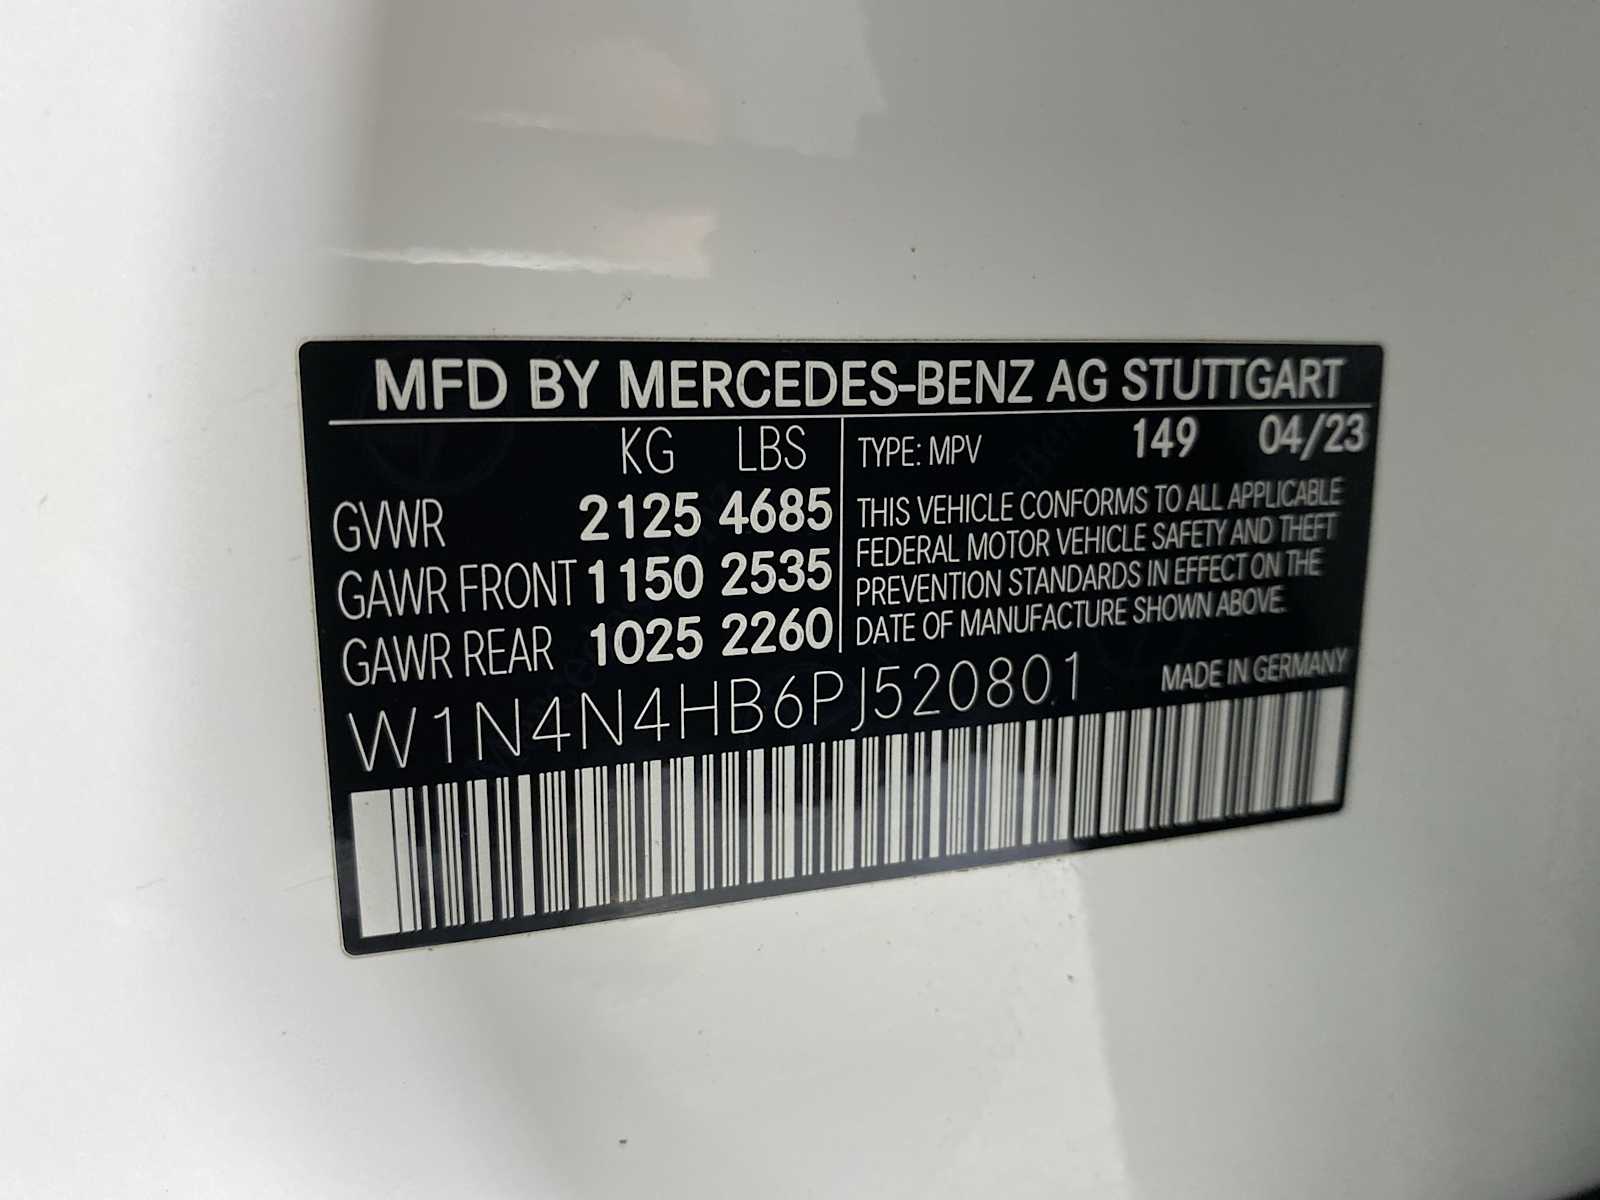 MFD BY MERCEDES-BENZ AG STUTTGART
KG LBS
GVWR 2125 4685
GAWR FRONT 1150 2535
GAWR REAR 1025 2260
TYPE: MPV 149 04/23
THIS VEHICLE CONFORMS TO ALL APPLICABLE
FEDERAL MOTOR VEHICLE SAFETY AND THEFT
PREVENTION STANDARDS IN EFFECT ON THE
DATE OF MANUFACTURE SHOWN ABOVE.
W1N4N4HB6PJ520801
MADE IN GERMANY